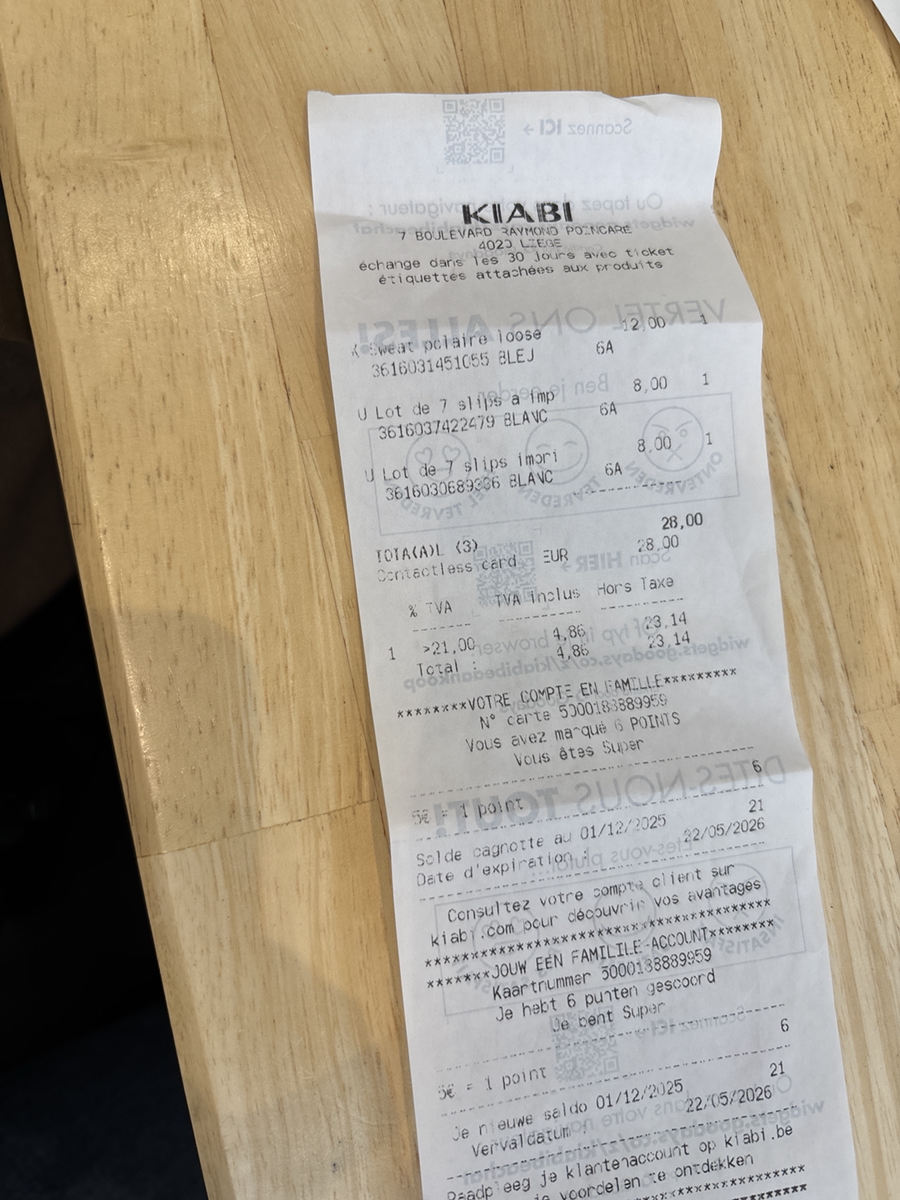 KIABI
7 BOULEVARD RAYMOND POINCARE
4020 LIEGE
échange dans les 30 jours avec ticket
étiquettes attachées aux produits
Sweat polaire loose 12,00 1
3616031451055 BLEJ 6A
U Lot de 7 slips a imp 8,00 1
3616037422479 BLANC 6A
U Lot de 7 slips impri 8,00 1
3616030689336 BLANC 6A
28,00
TOTA(A)L (3)
Contactless card EUR 28,00
% TVA TVA inclus Hors Taxe
1 >21,00 4,86 23,14
Total : 4,86 23,14
********VOTRE COMPTE EN FAMILLE*********
N° carte
Vous avez marqué 6 POINTS
Vous êtes Super
5€ = 1 point 6
Solde cagnotte au 01/12/2025 21
Date d'expiration : 22/05/2026
Consultez votre compte client sur
kiabi.com pour découvrir vos avantages
****************************************
*******JOUW EEN FAMILILE-ACCOUNT********
Kaartnummer
Je hebt 6 punten gescoord
Je bent Super
5€ = 1 point 6
Je nieuwe saldo 01/12/2025 21
Vervaldatum : 22/05/2026
Raadpleeg je klantenaccount op kiabi.be
je voordelen te ontdekken